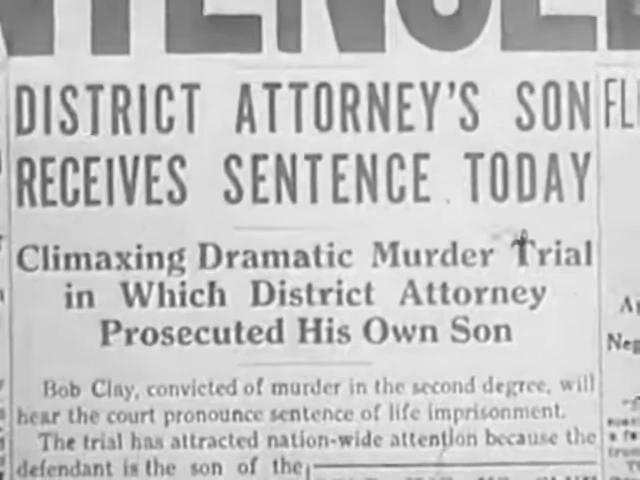 DISTRICT ATTORNEY'S SON
RECEIVES SENTENCE TODAY
Climaxing Dramatic Murder Trial
in Which District Attorney
Prosecuted His Own Son
Bob Clay, convicted of murder in the second degree, will
hear the court pronounce sentence of life imprisonment.
The trial has attracted nation-wide attention because the
defendant is the son of the